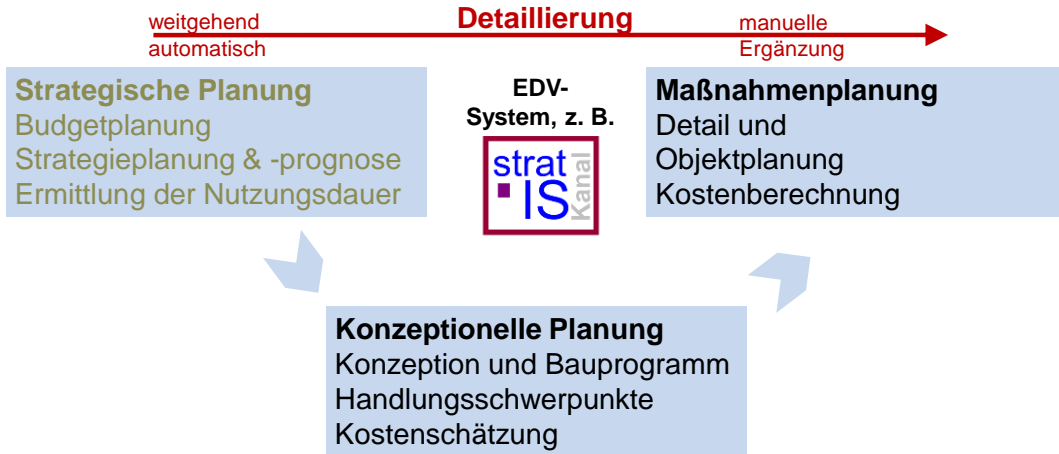 weitgehend
automatisch
Detaillierung
manuelle
Ergänzung
Strategische Planung
Budgetplanung
Strategieplanung & -prognose
Ermittlung der Nutzungsdauer
EDV-
System, z. B.
strat
IS
Kanal
Maßnahmenplanung
Detail und
Objektplanung
Kostenberechnung
Konzeptionelle Planung
Konzeption und Bauprogramm
Handlungsschwerpunkte
Kostenschätzung